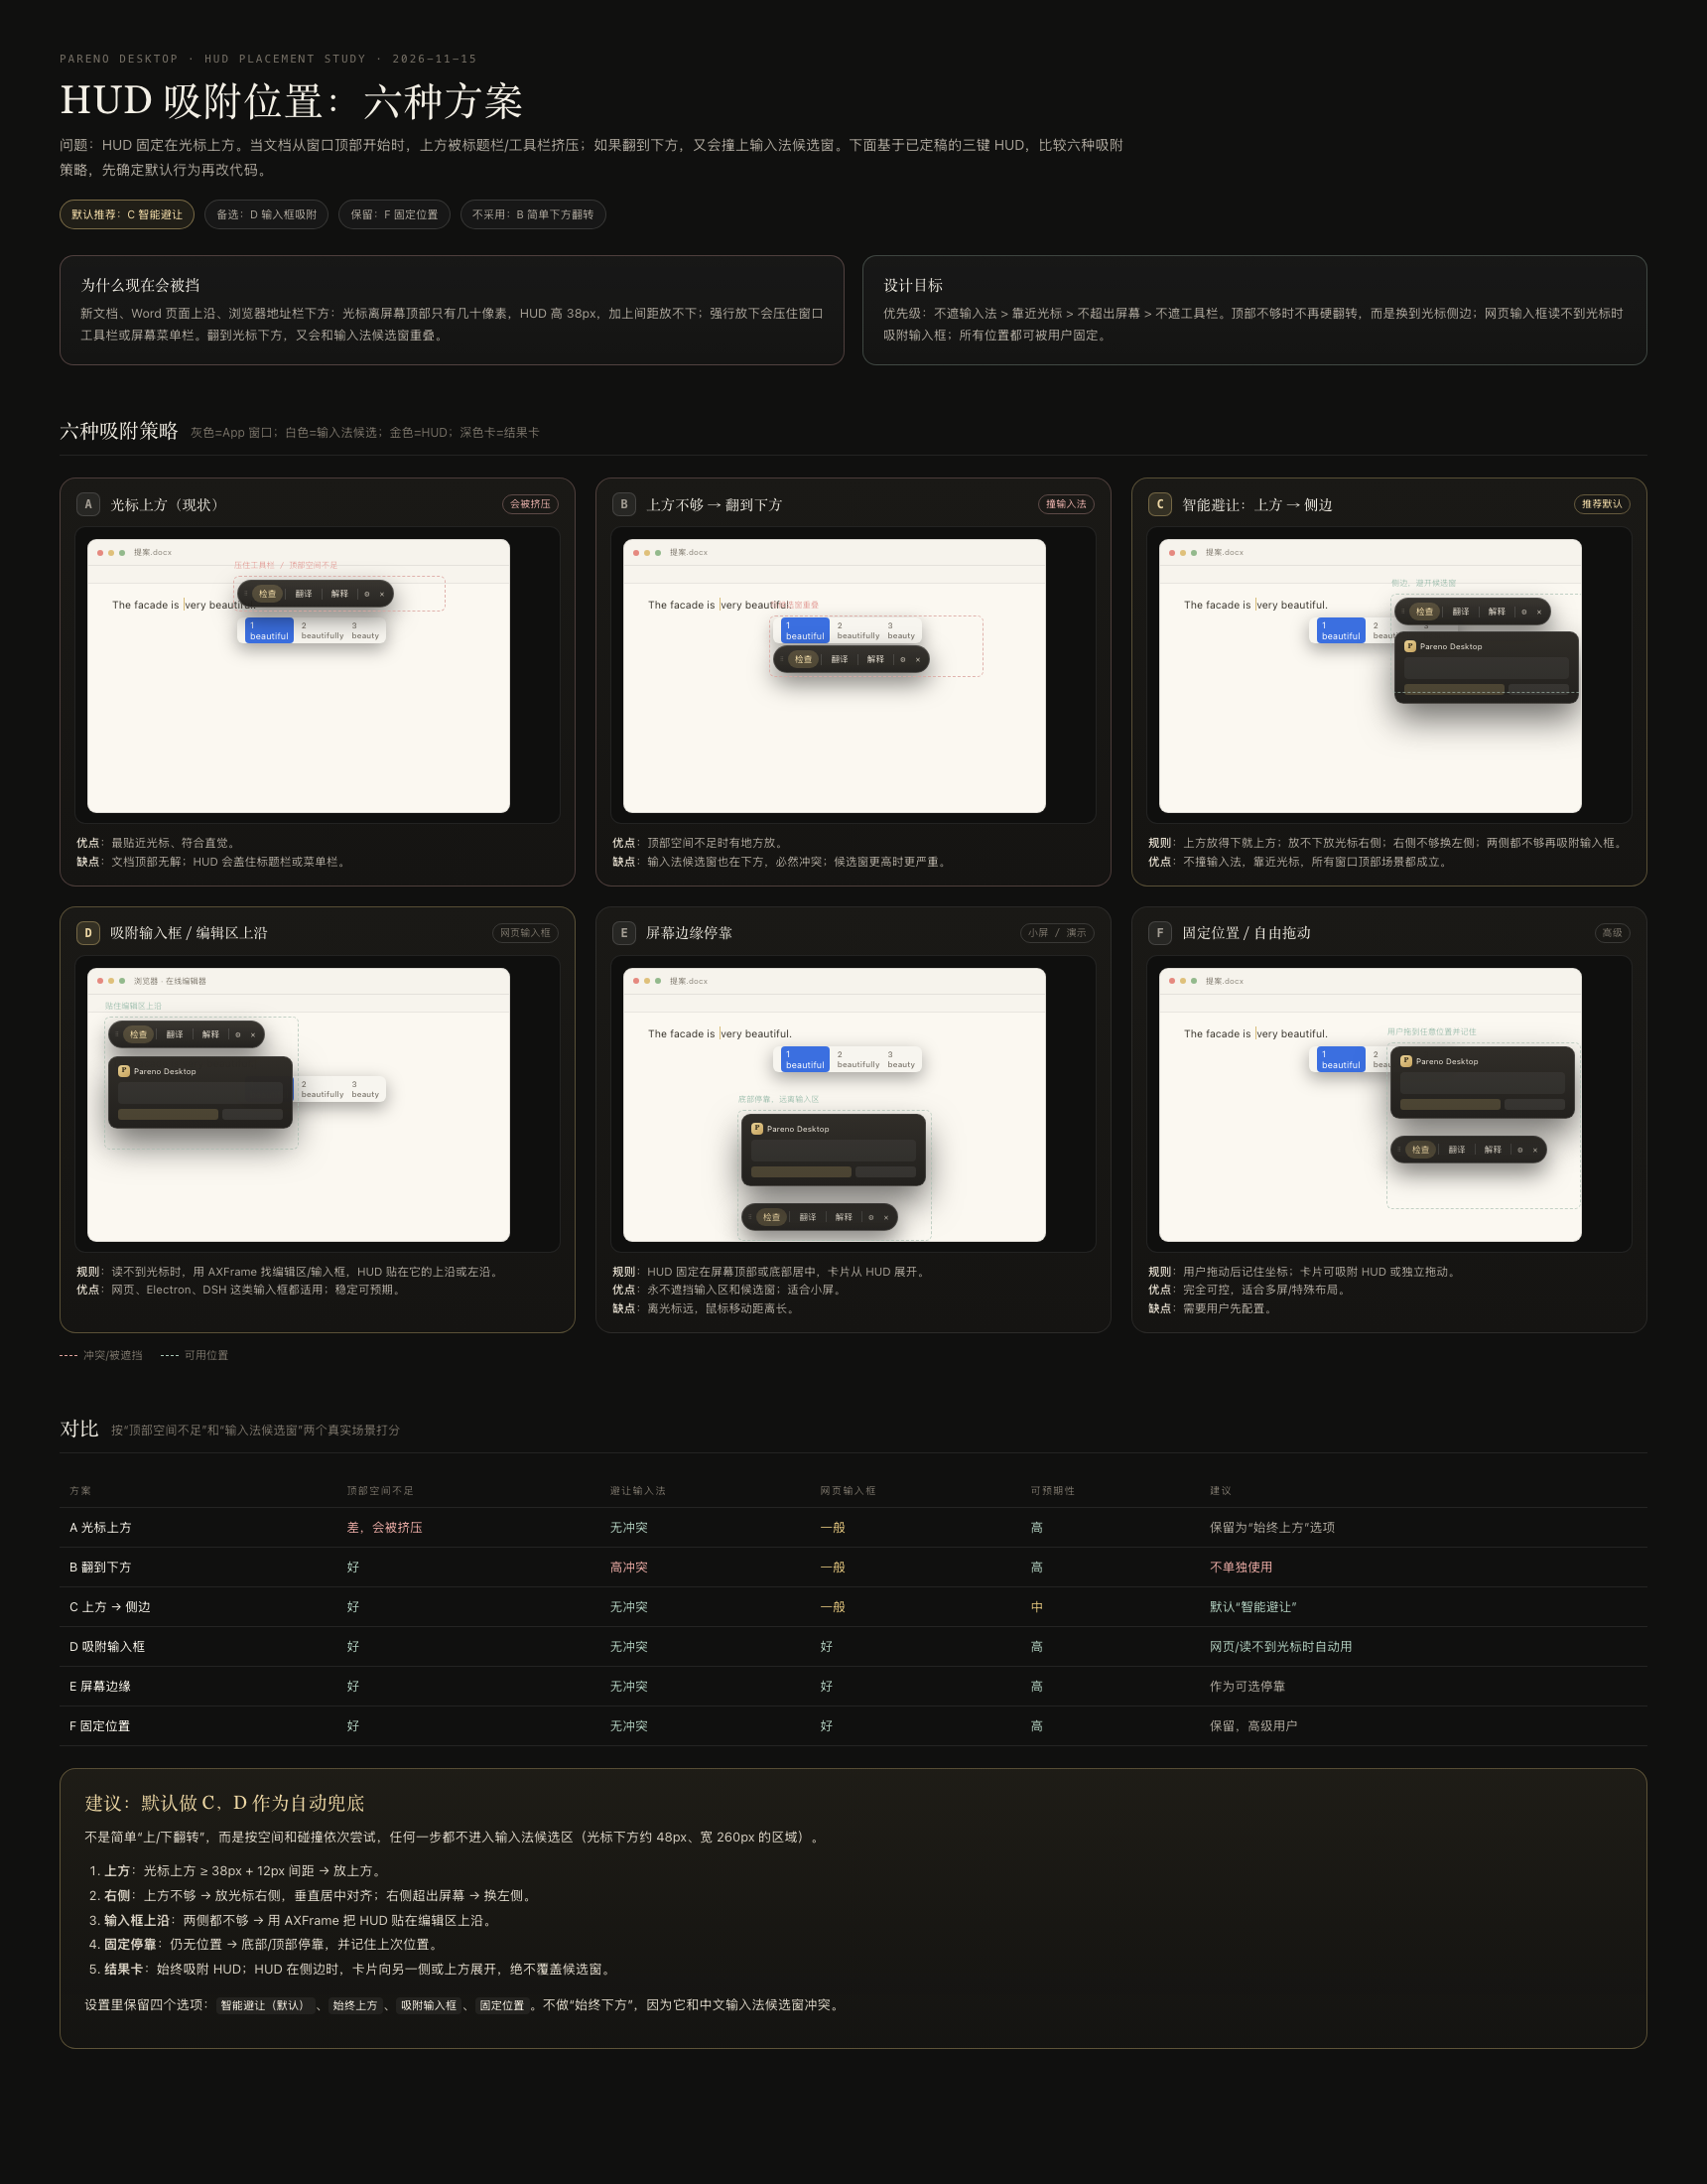 PARENO DESKTOP · HUD PLACEMENT STUDY · 2026-11-15
HUD 吸附位置：六种方案
问题：HUD 固定在光标上方。当文档从窗口顶部开始时，上方被标题栏/工具栏挤压；如果翻到下方，又会撞上输入法候选窗。下面基于已定稿的三键 HUD，比较六种吸附
策略，先确定默认行为再改代码。
默认推荐：C 智能避让
备选：D 输入框吸附
保留：F 固定位置
不采用：B 简单下方翻转
为什么现在会被挡
新文档、Word 页面上沿、浏览器地址栏下方：光标离屏幕顶部只有几十像素，HUD 高 38px，加上间距放不下；强行放下会压住窗口
工具栏或屏幕菜单栏。翻到光标下方，又会和输入法候选窗重叠。
设计目标
优先级：不遮输入法 > 靠近光标 > 不超出屏幕 > 不遮工具栏。顶部不够时不再硬翻转，而是换到光标侧边；网页输入框读不到光标时
吸附输入框；所有位置都可被用户固定。
六种吸附策略 灰色=App 窗口；白色=输入法候选；金色=HUD；深色卡=结果卡
A 光标上方（现状） 会被挤压
提案.docx
压住工具栏 / 顶部空间不足
检查 翻译 解释 ⚙ ×
The facade is very beautiful.
1 2 3
beautiful beautifully beauty
优点：最贴近光标、符合直觉。
缺点：文档顶部无解；HUD 会盖住标题栏或菜单栏。
B 上方不够 → 翻到下方 撞输入法
提案.docx
The facade is very beautiful.
选窗重叠
1 2 3
beautiful beautifully beauty
检查 翻译 解释 ⚙ ×
优点：顶部空间不足时有地方放。
缺点：输入法候选窗也在下方，必然冲突；候选窗更高时更严重。
C 智能避让：上方 → 侧边 推荐默认
提案.docx
侧边，避开候选窗
The facade is very beautiful.
检查 翻译 解释 ⚙ ×
1 2
beautiful
Pareno Desktop
规则：上方放得下就上方；放不下放光标右侧；右侧不够换左侧；两侧都不够再吸附输入框。
优点：不撞输入法，靠近光标，所有窗口顶部场景都成立。
D 吸附输入框 / 编辑区上沿 网页输入框
浏览器 · 在线编辑器
贴住编辑区上沿
检查 翻译 解释 ⚙ ×
P Pareno Desktop
2 3
beautifully beauty
规则：读不到光标时，用 AXFrame 找编辑区/输入框，HUD 贴在它的上沿或左沿。
优点：网页、Electron、DSH 这类输入框都适用；稳定可预期。
E 屏幕边缘停靠 小屏 / 演示
提案.docx
The facade is very beautiful.
1 2 3
beautiful beautifully beauty
底部停靠，远离输入区
P Pareno Desktop
检查 翻译 解释 ⚙ ×
规则：HUD 固定在屏幕顶部或底部居中，卡片从 HUD 展开。
优点：永不遮挡输入区和候选窗；适合小屏。
缺点：离光标远，鼠标移动距离长。
F 固定位置 / 自由拖动 高级
提案.docx
The facade is very beautiful.
用户拖到任意位置并记住
1 2
beautiful
P Pareno Desktop
检查 翻译 解释 ⚙ ×
规则：用户拖动后记住坐标；卡片可吸附 HUD 或独立拖动。
优点：完全可控，适合多屏/特殊布局。
缺点：需要用户先配置。
---- 冲突/被遮挡 ---- 可用位置
对比 按“顶部空间不足”和“输入法候选窗”两个真实场景打分
方案 顶部空间不足 避让输入法 网页输入框 可预期性 建议
A 光标上方 差，会被挤压 无冲突 一般 高 保留为“始终上方”选项
B 翻到下方 好 高冲突 一般 高 不单独使用
C 上方 → 侧边 好 无冲突 一般 中 默认“智能避让”
D 吸附输入框 好 无冲突 好 高 网页/读不到光标时自动用
E 屏幕边缘 好 无冲突 好 高 作为可选停靠
F 固定位置 好 无冲突 好 高 保留，高级用户
建议：默认做 C，D 作为自动兜底
不是简单“上/下翻转”，而是按空间和碰撞依次尝试，任何一步都不进入输入法候选区（光标下方约 48px、宽 260px 的区域）。
1. 上方：光标上方 ≥ 38px + 12px 间距 → 放上方。
2. 右侧：上方不够 → 放光标右侧，垂直居中对齐；右侧超出屏幕 → 换左侧。
3. 输入框上沿：两侧都不够 → 用 AXFrame 把 HUD 贴在编辑区上沿。
4. 固定停靠：仍无位置 → 底部/顶部停靠，并记住上次位置。
5. 结果卡：始终吸附 HUD；HUD 在侧边时，卡片向另一侧或上方展开，绝不覆盖候选窗。
设置里保留四个选项：智能避让（默认）、始终上方、吸附输入框、固定位置。不做“始终下方”，因为它和中文输入法候选窗冲突。